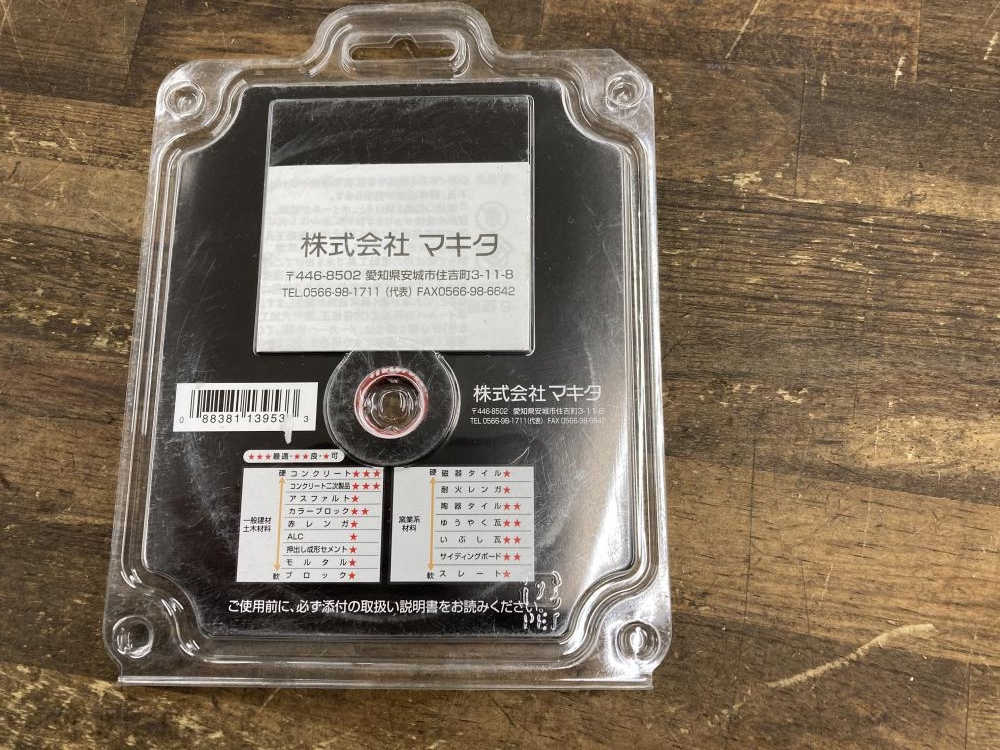 株式会社 マキタ
〒446-8502 愛知県安城市住吉町3-11-8
TEL.0566-98-1711 (代表) FAX0566-98-6642
株式会社 マキタ
〒446-8502 愛知県安城市住吉町3-11-8
TEL 0566-98-1711(代表) FAX 0566-98-6642
0 88381 13953 3
★★★最適・★★良・★可
一般建材
土木材料
硬 コンクリート★★★
コンクリート二次製品★★★
アスファルト★
カラーブロック★★
赤レンガ★
ALC ★
押出し成形セメント★
モルタル★
軟 ブロック★
窯業系
材料
硬 磁器タイル★
耐火レンガ★
陶器タイル★★
ゆうやく瓦★★
いぶし瓦★★
サイディングボード★★
軟 スレート★
ご使用前に、必ず添付の取扱い説明書をお読みください。
PET